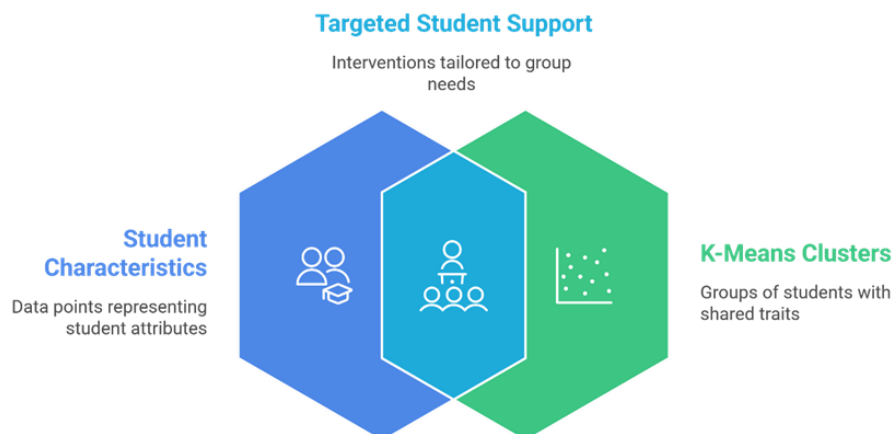 Targeted Student Support
Interventions tailored to group
needs
Student
Characteristics
Data points representing
student attributes
K-Means Clusters
Groups of students with
shared traits